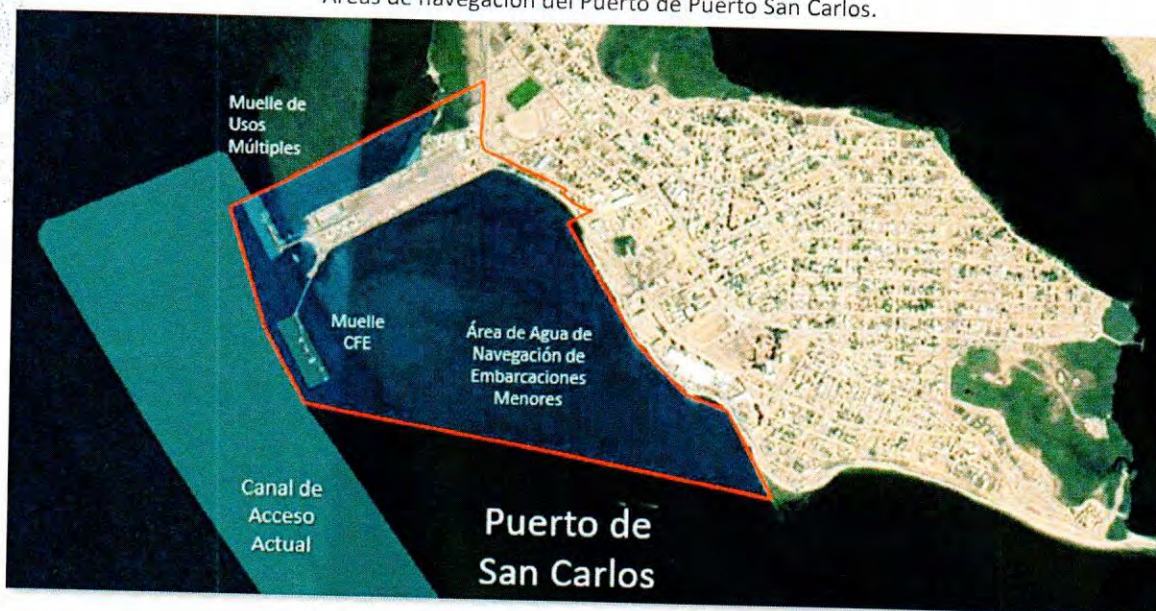 Áreas de navegación del Puerto de Puerto San Carlos.
Muelle de
Usos
Múltiples
Muelle
CFE
Área de Agua de
Navegación de
Embarcaciones
Menores
Canal de
Acceso
Actual
Puerto de
San Carlos